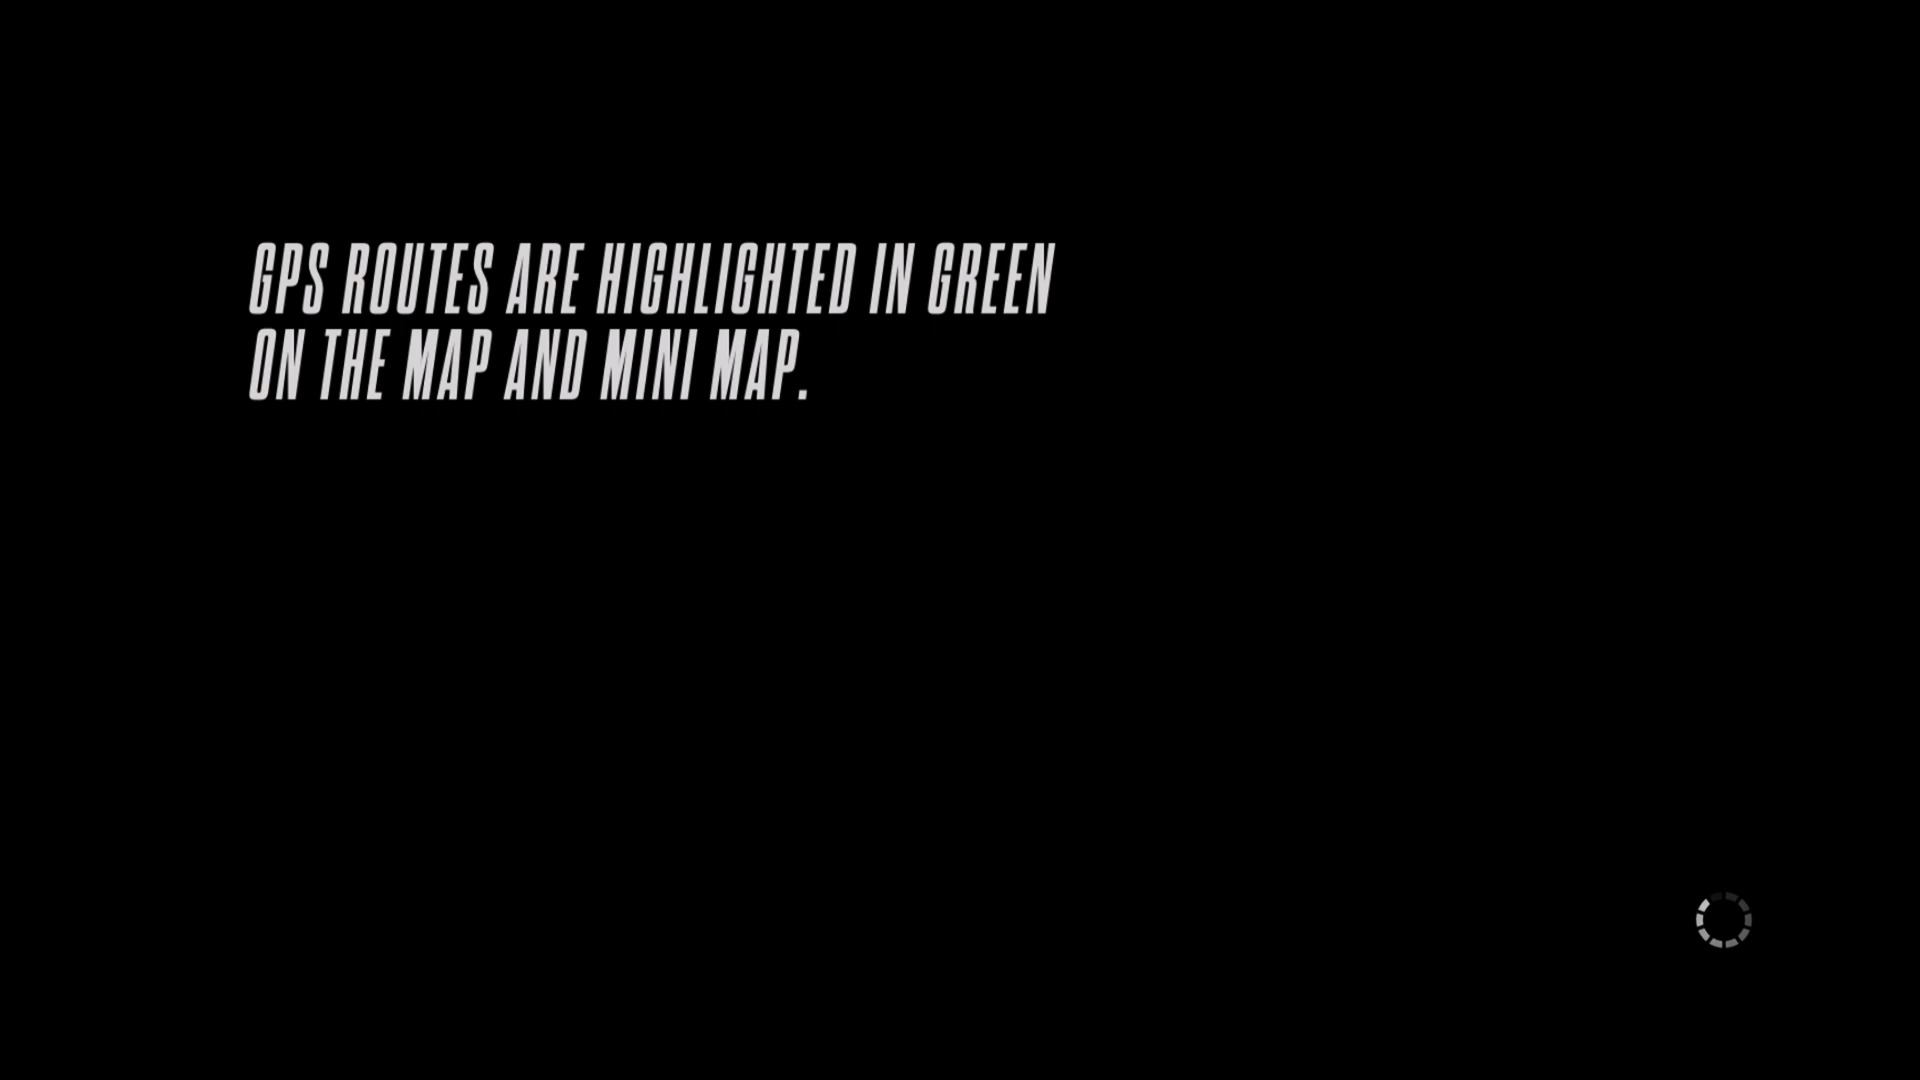 GPS ROUTES ARE HIGHLIGHTED IN GREEN
ON THE MAP AND MINI MAP.